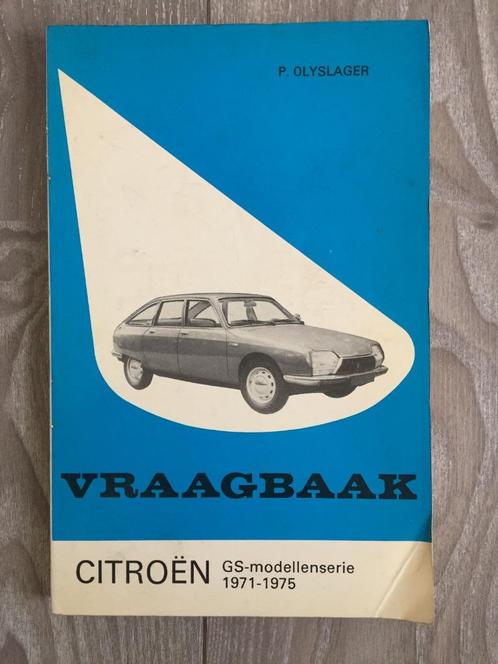 P. OLYSLAGER
VRAAGBAAK
CITROËN
GS-modellenserie
1971-1975